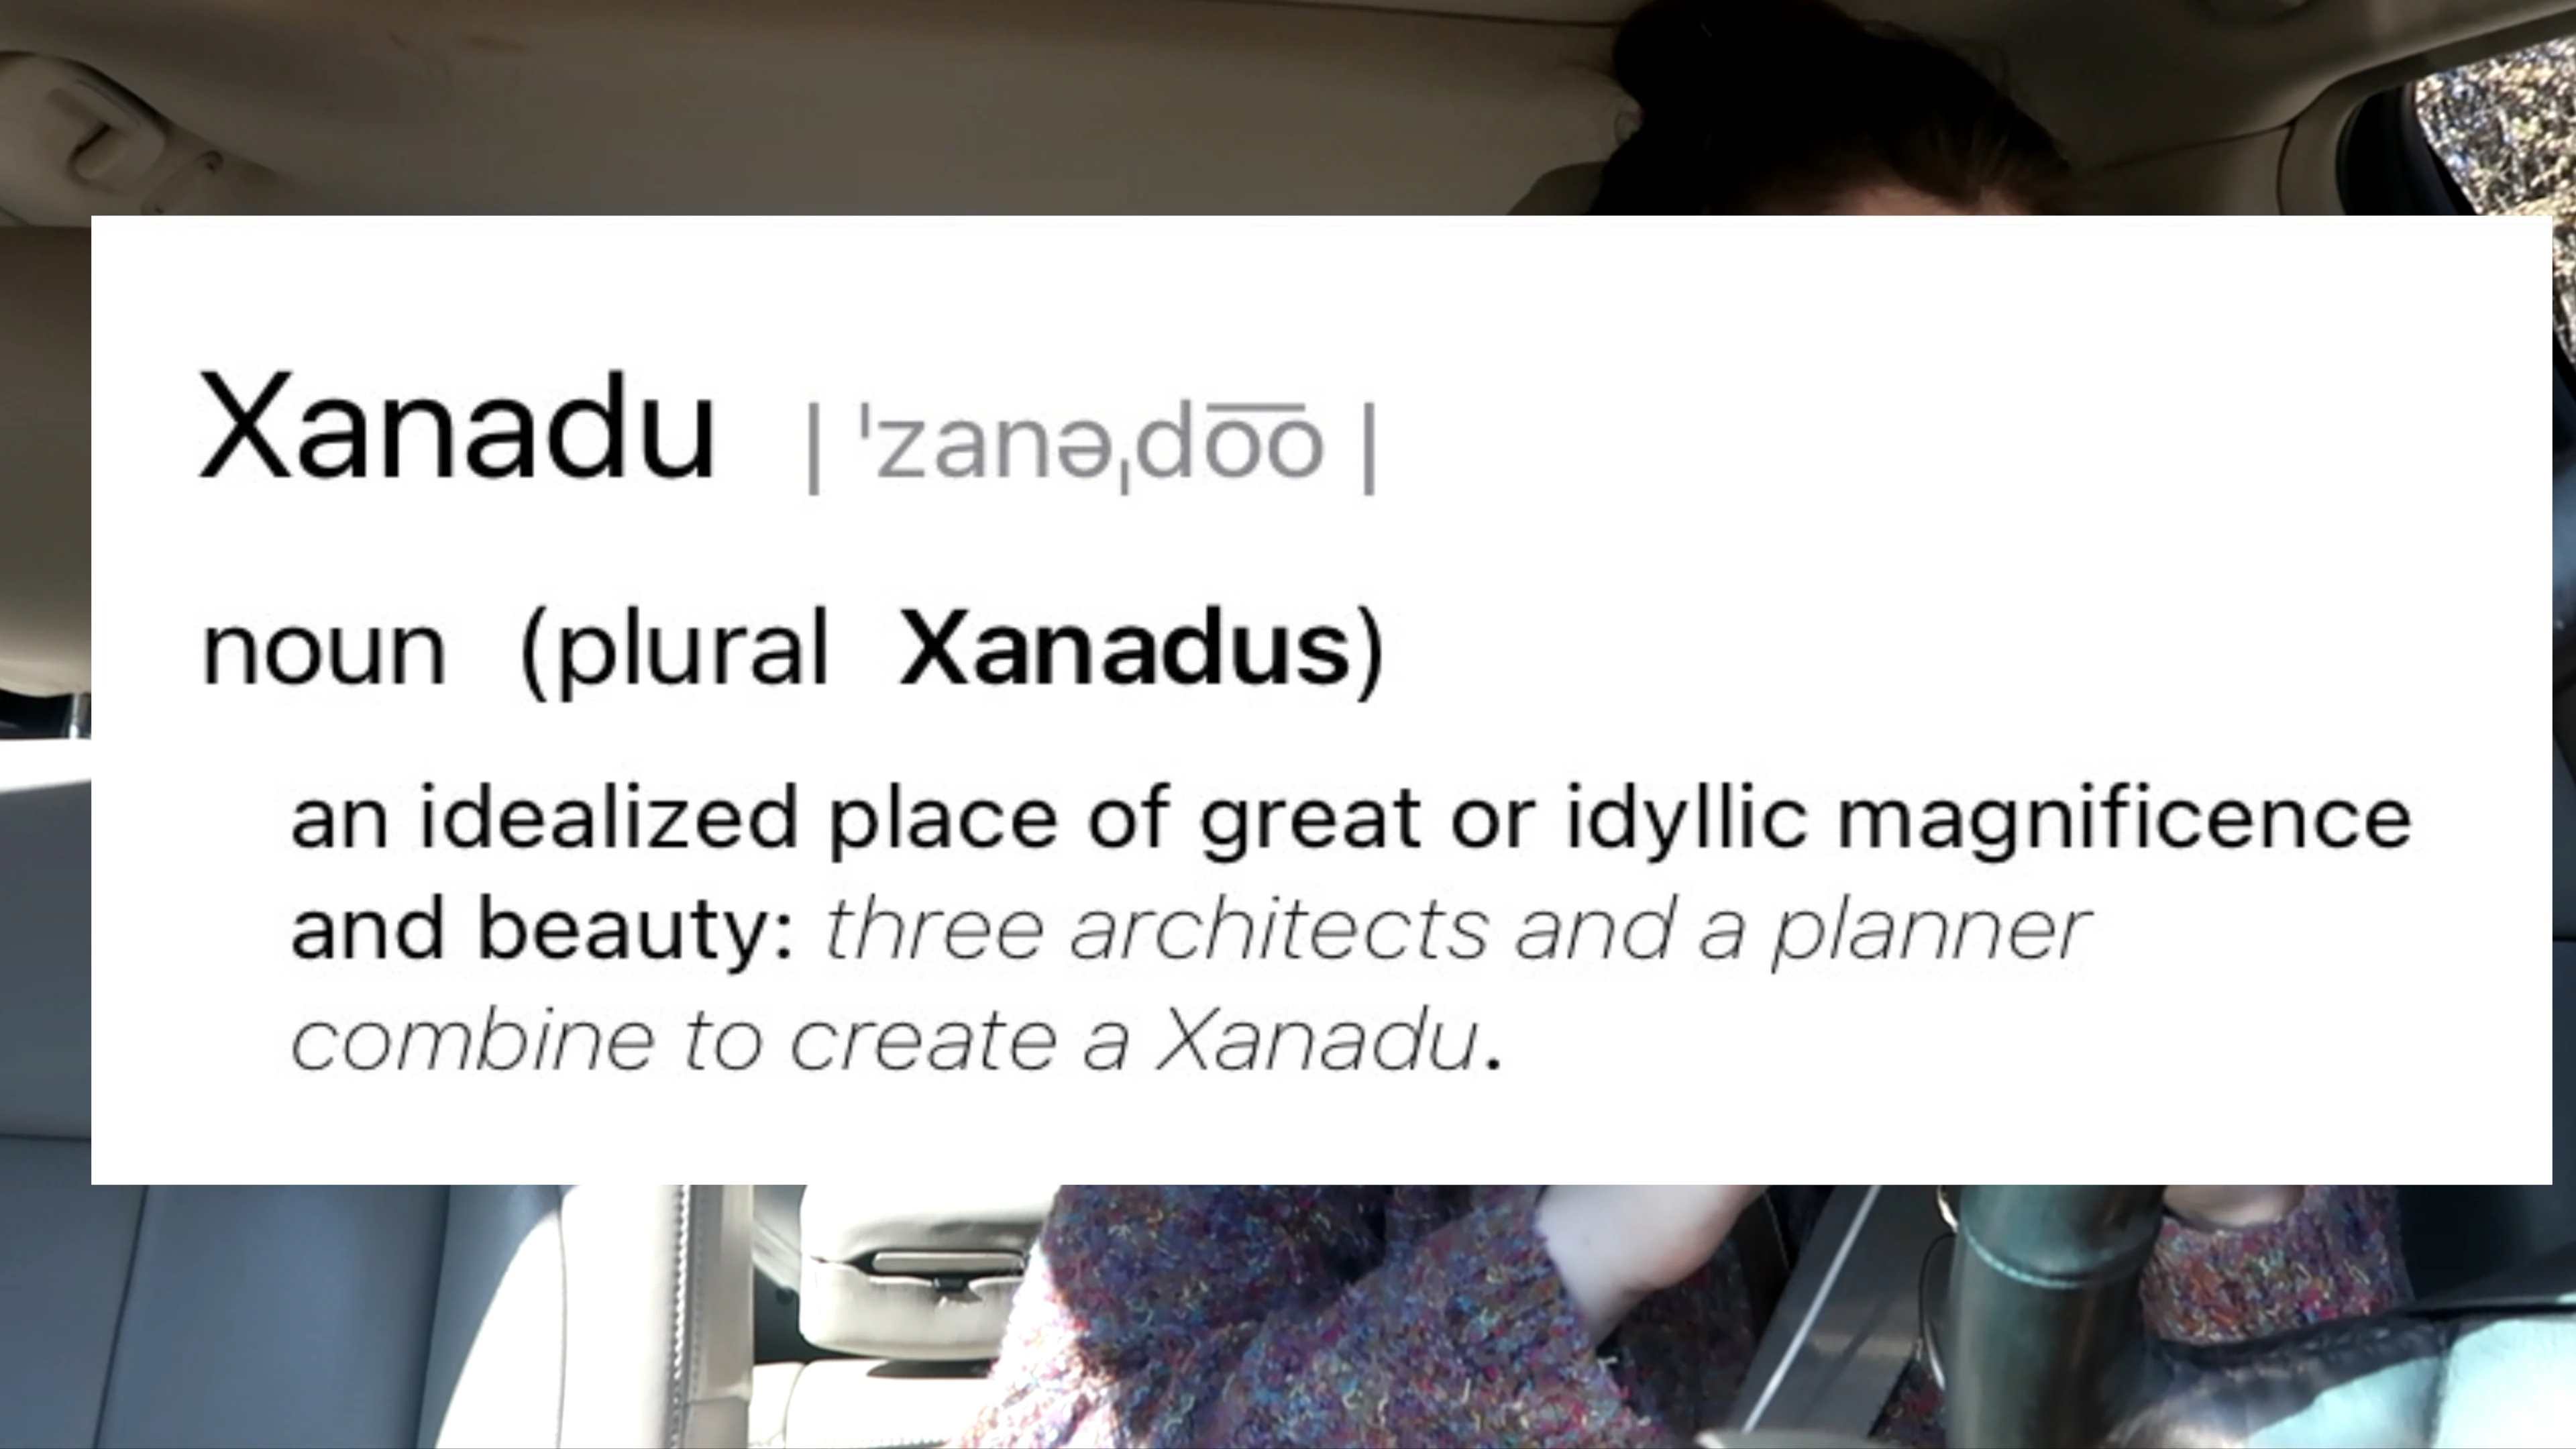 Xanadu | ˈzanəˌdo͞o |
noun (plural Xanadus)
an idealized place of great or idyllic magnificence
and beauty: three architects and a planner
combine to create a Xanadu.